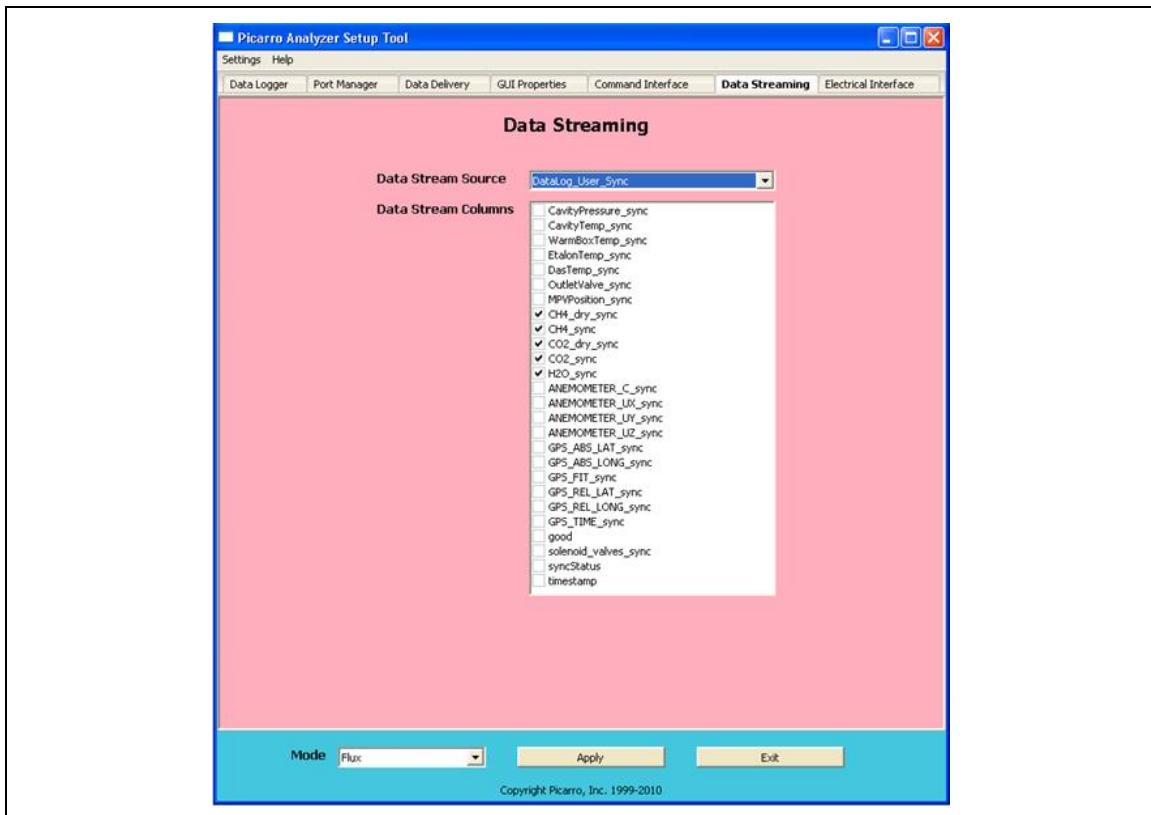 Picarro Analyzer Setup Tool
Settings Help
Data Logger Port Manager Data Delivery GUI Properties Command Interface Data Streaming Electrical Interface
Data Streaming
Data Stream Source DataLog_User_Sync
Data Stream Columns
CavityPressure_sync
CavityTemp_sync
WarmBoxTemp_sync
EtalonTemp_sync
DasTemp_sync
OutletValve_sync
MPVPosition_sync
CH4_dry_sync
CH4_sync
CO2_dry_sync
CO2_sync
H2O_sync
ANEMOMETER_C_sync
ANEMOMETER_UX_sync
ANEMOMETER_UY_sync
ANEMOMETER_UZ_sync
GPS_ABS_LAT_sync
GPS_ABS_LONG_sync
GPS_FIT_sync
GPS_REL_LAT_sync
GPS_REL_LONG_sync
GPS_TIME_sync
good
solenoid_valves_sync
syncStatus
timestamp
Mode Flux Apply Exit
Copyright Picarro, Inc. 1999-2010